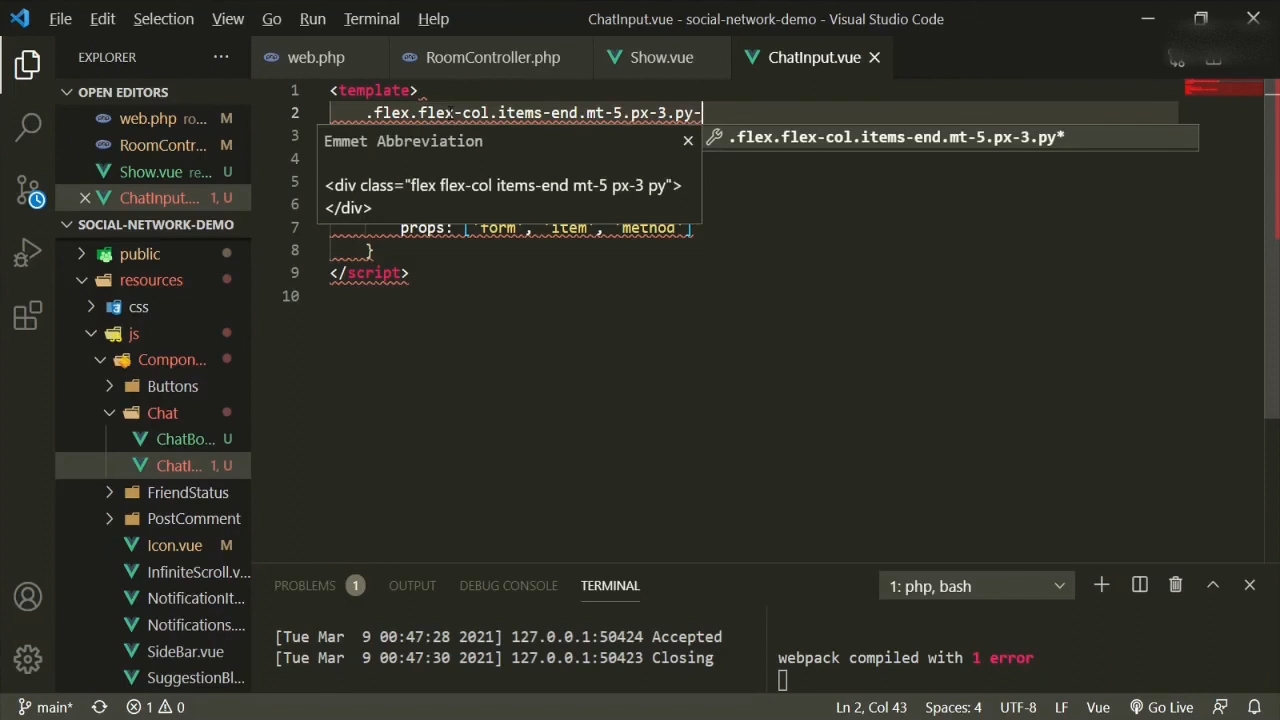 File Edit Selection View Go Run Terminal Help
ChatInput.vue - social-network-demo - Visual Studio Code
EXPLORER ...
web.php
RoomController.php
Show.vue
ChatInput.vue
OPEN EDITORS
web.php re...
RoomContr...
Show.vue re...
ChatInput.... 1, U
SOCIAL-NETWORK-DEMO
public
resources
css
js
Compon...
Buttons
Chat
ChatBo... U
ChatI... 1, U
FriendStatus
PostComment
Icon.vue M
InfiniteScroll.v...
NotificationIt...
Notifications....
SideBar.vue
SuggestionBl...
1 <template>
2 .flex.flex-col.items-end.mt-5.px-3.py-
3
Emmet Abbreviation
.flex.flex-col.items-end.mt-5.px-3.py*
4
5 <div class="flex flex-col items-end mt-5 px-3 py">
6 </div>
7 props: ['form', 'item', 'method']
8 }
9 </script>
10
PROBLEMS 1 OUTPUT DEBUG CONSOLE TERMINAL
1: php, bash
[Tue Mar 9 00:47:28 2021] 127.0.0.1:50424 Accepted
[Tue Mar 9 00:47:30 2021] 127.0.0.1:50423 Closing
webpack compiled with 1 error
main* 1 0
Ln 2, Col 43 Spaces: 4 UTF-8 LF Vue Go Live